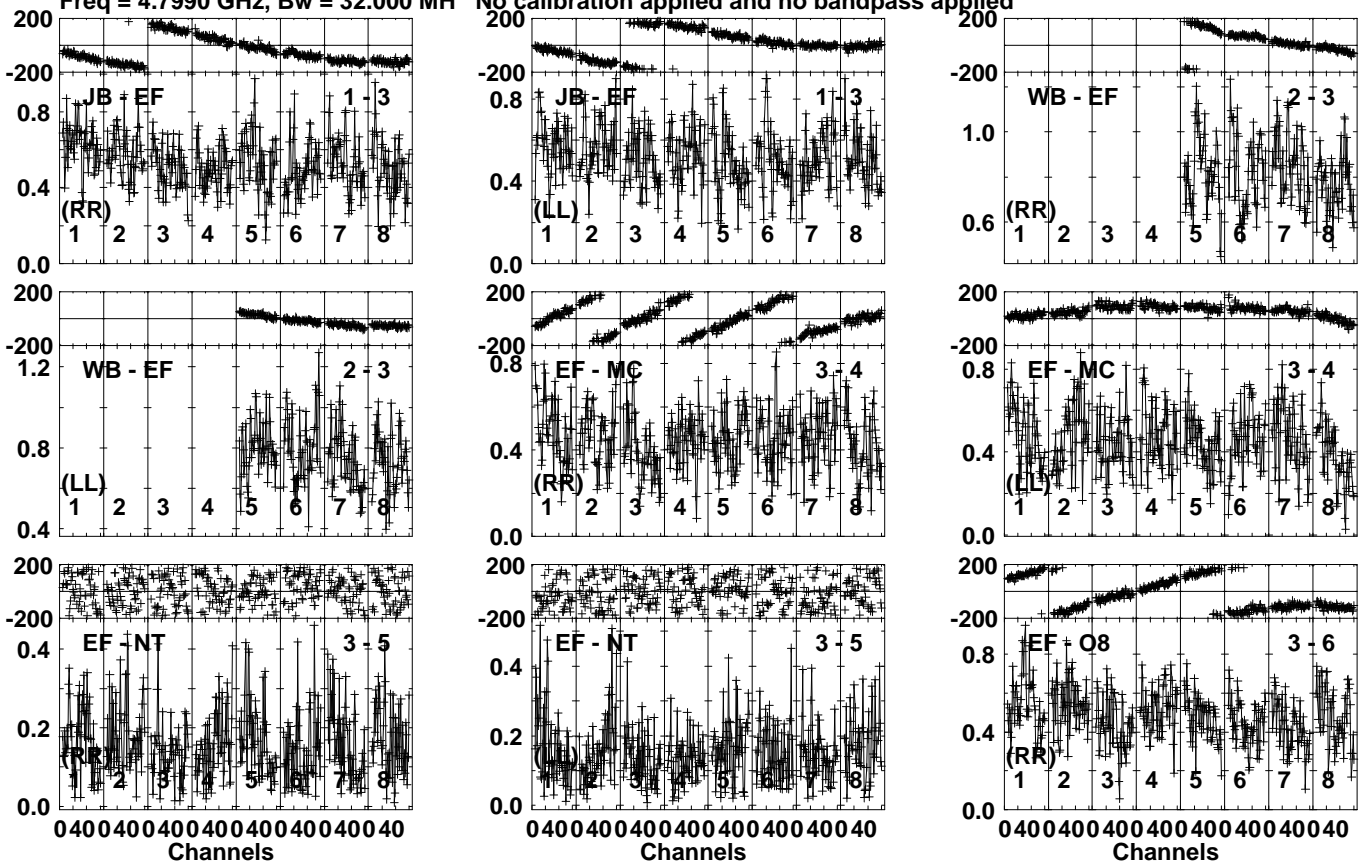 Freq = 4.7990 GHz, Bw = 32.000 MH No calibration applied and no bandpass applied
200
-200
JB - EF 1 - 3
0.8
0.4
0.0
(RR)
1 2 3 4 5 6 7 8
200
-200
JB - EF 1 - 3
0.8
0.4
0.0
(LL)
1 2 3 4 5 6 7 8
200
-200
WB - EF 2 - 3
1.0
0.6
(RR)
1 2 3 4 5 6 7 8
200
-200
WB - EF 2 - 3
1.2
0.8
0.4
(LL)
1 2 3 4 5 6 7 8
200
-200
EF - MC 3 - 4
0.8
0.4
0.0
(RR)
1 2 3 4 5 6 7 8
200
-200
EF - MC 3 - 4
0.8
0.4
0.0
(LL)
1 2 3 4 5 6 7 8
200
-200
EF - NT 3 - 5
0.4
0.2
0.0
(RR)
1 2 3 4 5 6 7 8
0 40 0 40 0 40 0 40 0 40 0 40 0 40 0 40
Channels
200
-200
EF - NT 3 - 5
0.4
0.2
0.0
(LL)
1 2 3 4 5 6 7 8
0 40 0 40 0 40 0 40 0 40 0 40 0 40 0 40
Channels
200
-200
EF - O8 3 - 6
0.8
0.4
0.0
(RR)
1 2 3 4 5 6 7 8
0 40 0 40 0 40 0 40 0 40 0 40 0 40 0 40
Channels